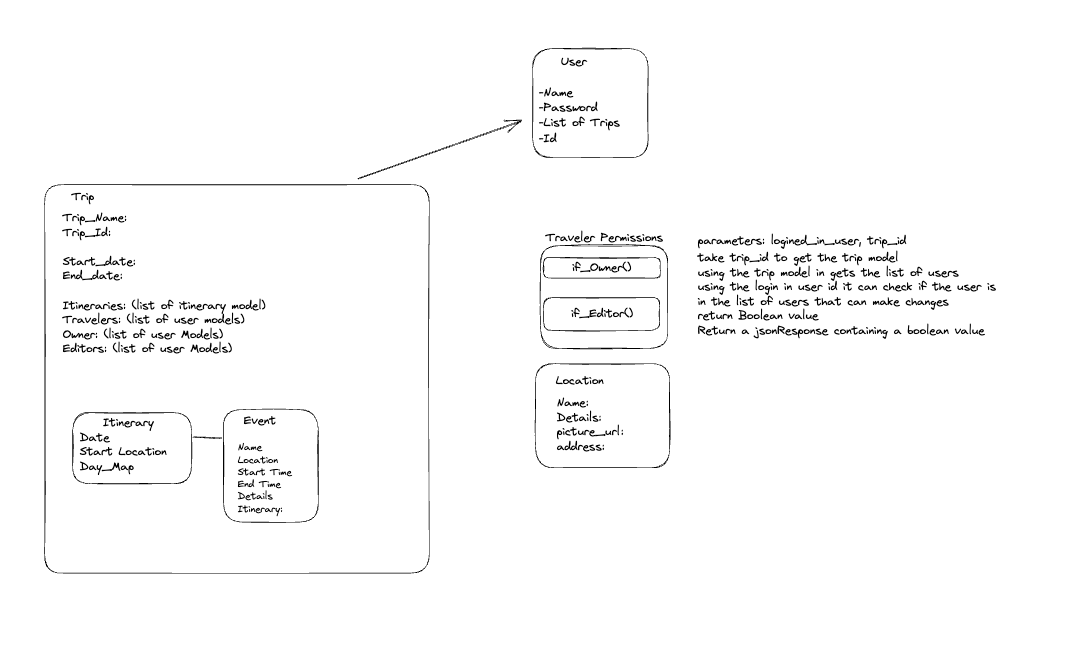 User
-Name
-Password
-List of Trips
-Id
Trip
Trip_Name:
Trip_Id:
Start_date:
End_date:
Itineraries: (list of itinerary model)
Travelers: (list of user models)
Owner: (list of user Models)
Editors: (list of user Models)
Itinerary
Date
Start Location
Day_Map
Event
Name
Location
Start Time
End Time
Details
Itinerary:
Traveler Permissions
if_Owner()
if_Editor()
parameters: logined_in_user, trip_id
take trip_id to get the trip model
using the trip model in gets the list of users
using the login in user id it can check if the user is
in the list of users that can make changes
return Boolean value
Return a jsonResponse containing a boolean value
Location
Name:
Details:
picture_url:
address: